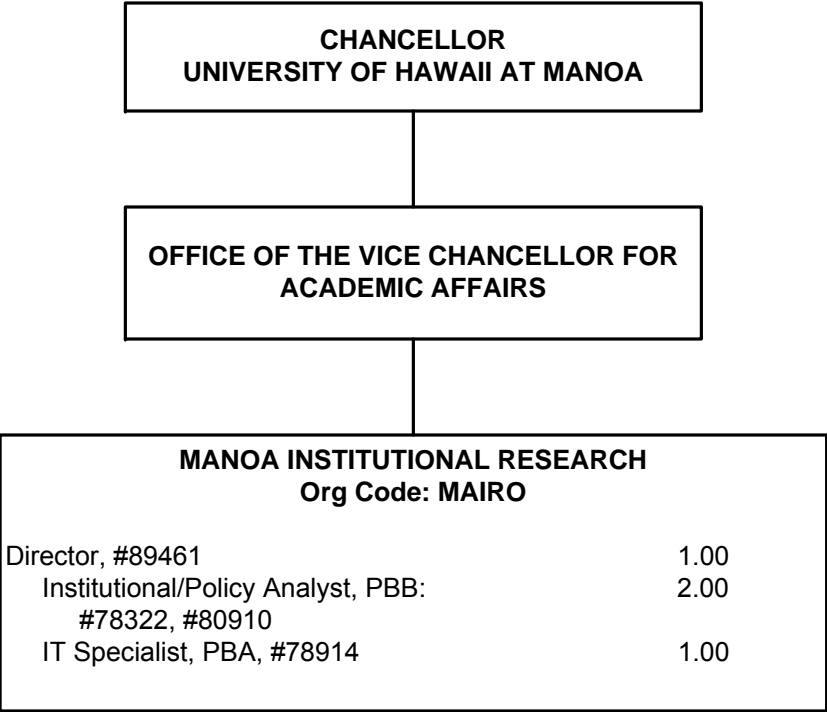 CHANCELLOR
UNIVERSITY OF HAWAII AT MANOA
OFFICE OF THE VICE CHANCELLOR FOR
ACADEMIC AFFAIRS
MANOA INSTITUTIONAL RESEARCH
Org Code: MAIRO
Director, #89461 1.00
Institutional/Policy Analyst, PBB: 2.00
#78322, #80910
IT Specialist, PBA, #78914 1.00